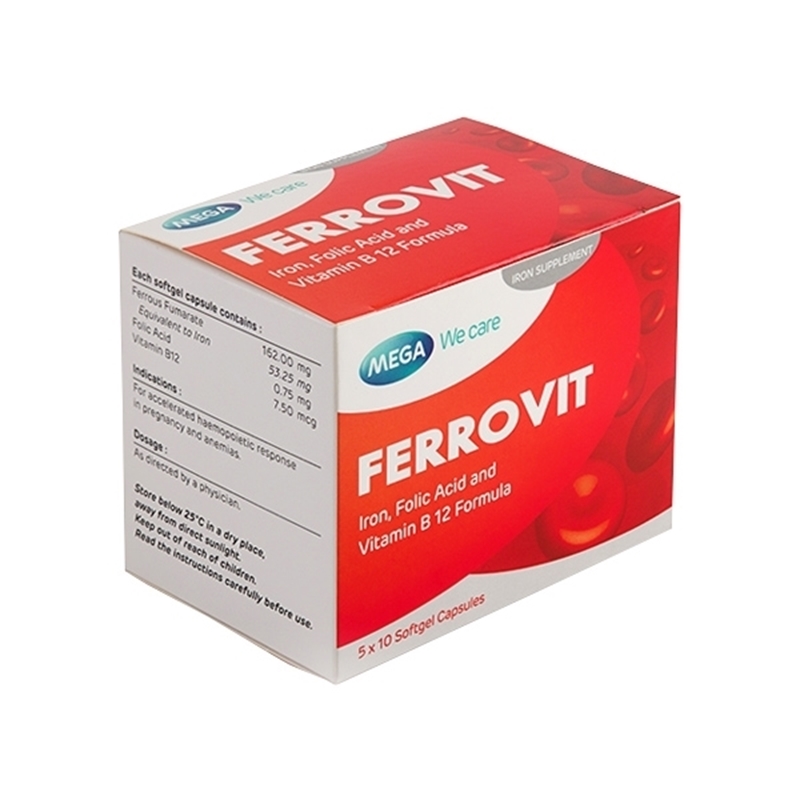 IRON SUPPLEMENT
MEGA We care
FERROVIT
Iron, Folic Acid and
Vitamin B 12 Formula
Each softgel capsule contains :
Ferrous Fumarate 162.00 mg
Equivalent to Iron 53.25 mg
Folic Acid 0.75 mg
Vitamin B12 7.50 mcg
Indications :
For accelerated haemopoietic response
in pregnancy and anemias.
Dosage :
As directed by a physician.
Store below 25°C in a dry place,
away from direct sunlight.
Keep out of reach of children.
Read the instructions carefully before use.
IRON SUPPLEMENT
MEGA We care
FERROVIT
Iron, Folic Acid and
Vitamin B 12 Formula
5 x 10 Softgel Capsules